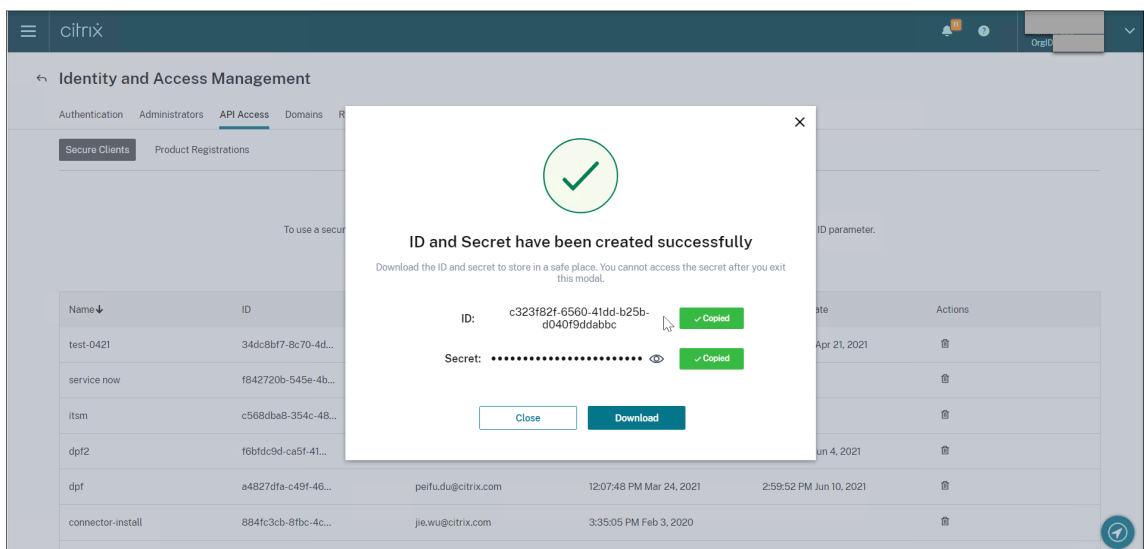 citrix
11
?
OrgID
Identity and Access Management
Authentication Administrators API Access Domains R
Secure Clients Product Registrations
To use a secur
ID parameter.
ID and Secret have been created successfully
Download the ID and secret to store in a safe place. You cannot access the secret after you exit
this modal.
ID: c323f82f-6560-41dd-b25b-
d040f9ddabbc
✓ Copied
Secret: •••••••••••••••••••••••• ✓ Copied
Close Download
Name↓ ID ate Actions
test-0421 34dc8bf7-8c70-4d... Apr 21, 2021
service now f842720b-545e-4b...
itsm c568dba8-354c-48...
dpf2 f6bfdc9d-ca5f-41... un 4, 2021
dpf a4827dfa-c49f-46... peifu.du@citrix.com 12:07:48 PM Mar 24, 2021 2:59:52 PM Jun 10, 2021
connector-install 884fc3cb-8fbc-4c... jie.wu@citrix.com 3:35:05 PM Feb 3, 2020